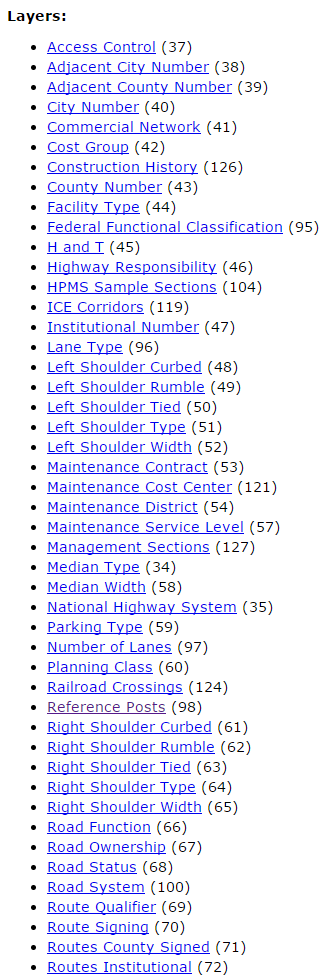 Layers:
Access Control (37)
Adjacent City Number (38)
Adjacent County Number (39)
City Number (40)
Commercial Network (41)
Cost Group (42)
Construction History (126)
County Number (43)
Facility Type (44)
Federal Functional Classification (95)
H and T (45)
Highway Responsibility (46)
HPMS Sample Sections (104)
ICE Corridors (119)
Institutional Number (47)
Lane Type (96)
Left Shoulder Curbed (48)
Left Shoulder Rumble (49)
Left Shoulder Tied (50)
Left Shoulder Type (51)
Left Shoulder Width (52)
Maintenance Contract (53)
Maintenance Cost Center (121)
Maintenance District (54)
Maintenance Service Level (57)
Management Sections (127)
Median Type (34)
Median Width (58)
National Highway System (35)
Parking Type (59)
Number of Lanes (97)
Planning Class (60)
Railroad Crossings (124)
Reference Posts (98)
Right Shoulder Curbed (61)
Right Shoulder Rumble (62)
Right Shoulder Tied (63)
Right Shoulder Type (64)
Right Shoulder Width (65)
Road Function (66)
Road Ownership (67)
Road Status (68)
Road System (100)
Route Qualifier (69)
Route Signing (70)
Routes County Signed (71)
Routes Institutional (72)